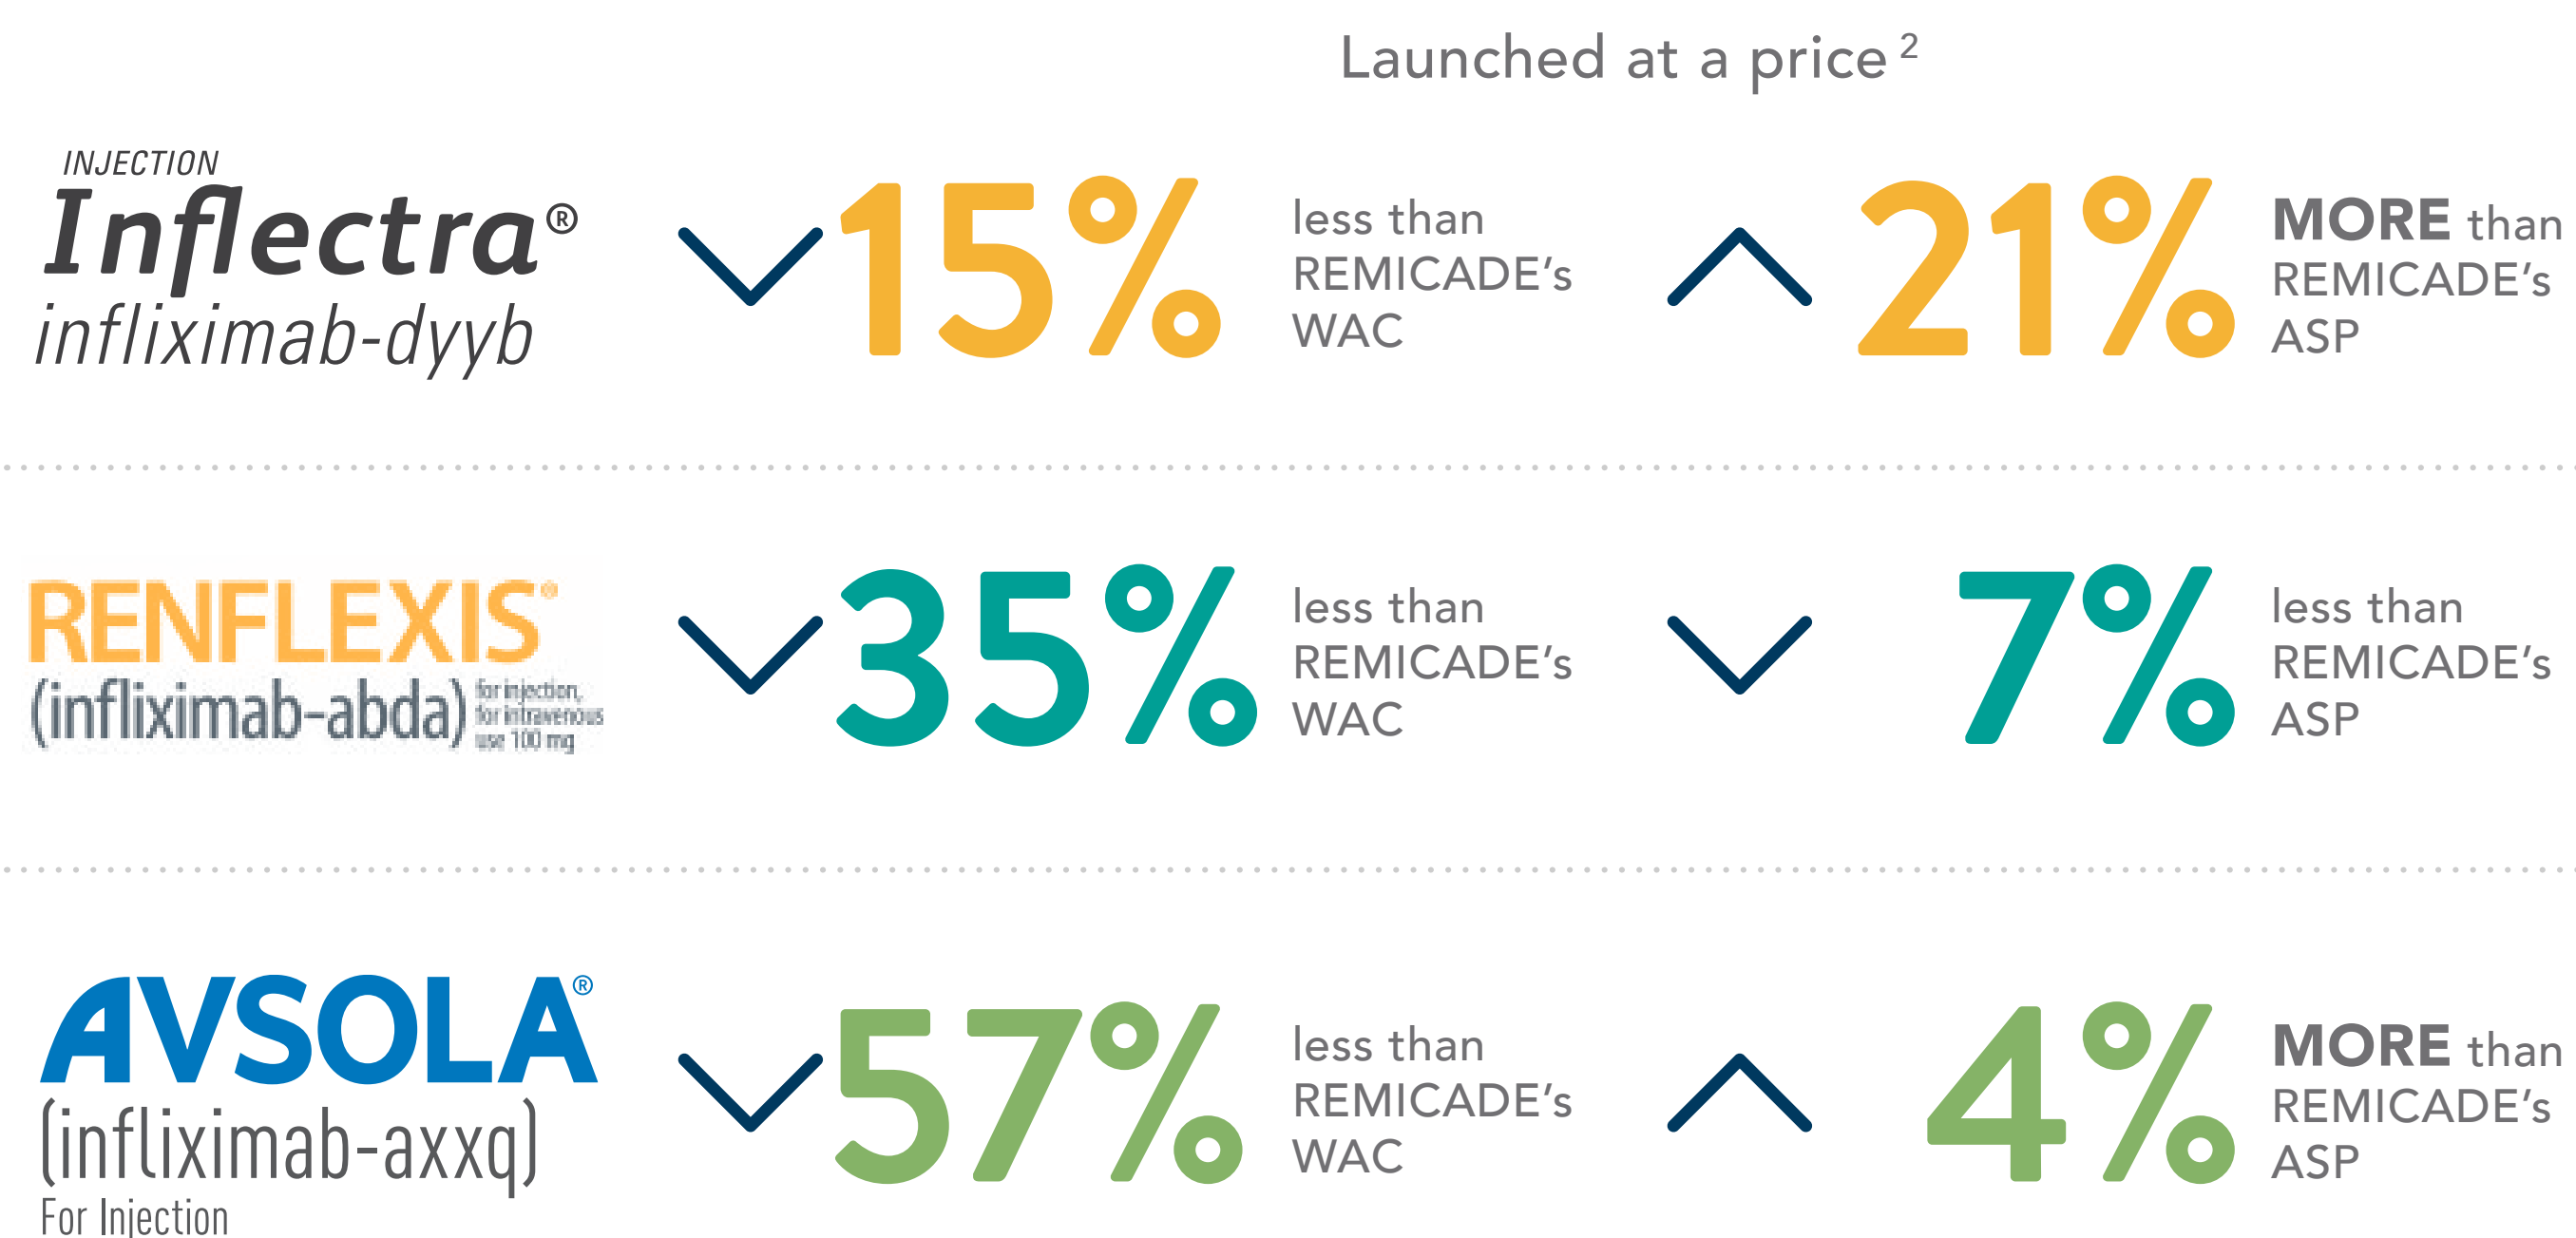 Launched at a price 2
INJECTION
Inflectra®
infliximab-dyyb
15%
less than
REMICADE's
WAC
21%
MORE than
REMICADE's
ASP
RENFLEXIS®
(infliximab-abda)
for injection,
for intravenous
use 100 mg
35%
less than
REMICADE's
WAC
7%
less than
REMICADE's
ASP
AVSOLA®
(infliximab-axxq)
For Injection
57%
less than
REMICADE's
WAC
4%
MORE than
REMICADE's
ASP